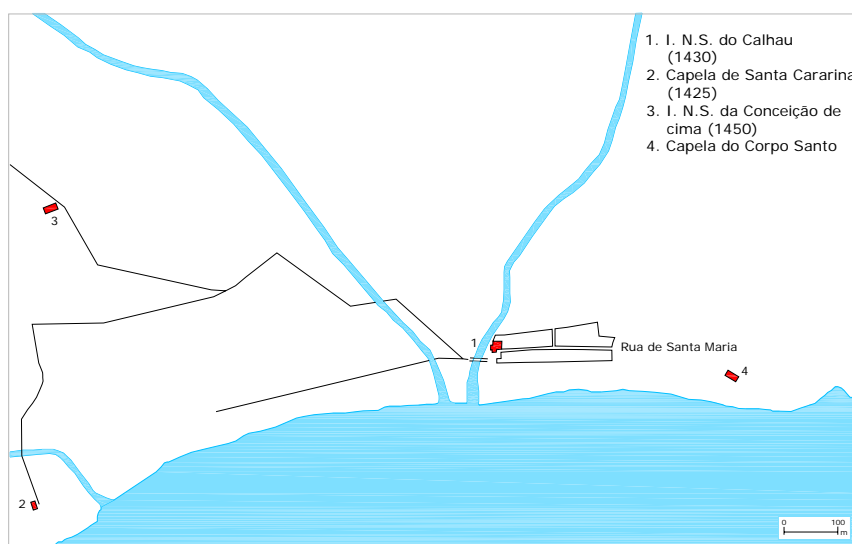 1. I. N.S. do Calhau
(1430)
2. Capela de Santa Cararina
(1425)
3. I. N.S. da Conceição de
cima (1450)
4. Capela do Corpo Santo
3
1
Rua de Santa Maria
4
2
0 100
m